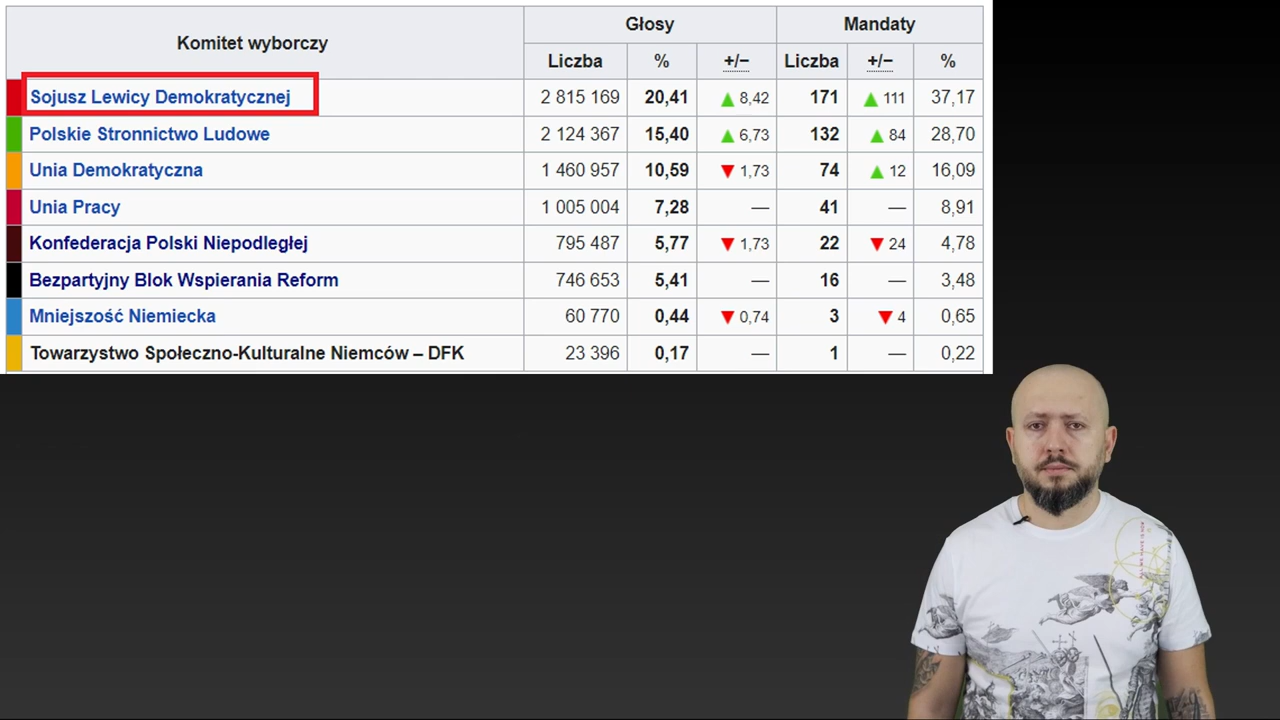 Komitet wyborczy Głosy Mandaty
Liczba % +/− Liczba +/− %
Sojusz Lewicy Demokratycznej 2 815 169 20,41 ▲ 8,42 171 ▲ 111 37,17
Polskie Stronnictwo Ludowe 2 124 367 15,40 ▲ 6,73 132 ▲ 84 28,70
Unia Demokratyczna 1 460 957 10,59 ▼ 1,73 74 ▲ 12 16,09
Unia Pracy 1 005 004 7,28 — 41 — 8,91
Konfederacja Polski Niepodległej 795 487 5,77 ▼ 1,73 22 ▼ 24 4,78
Bezpartyjny Blok Wspierania Reform 746 653 5,41 — 16 — 3,48
Mniejszość Niemiecka 60 770 0,44 ▼ 0,74 3 ▼ 4 0,65
Towarzystwo Społeczno-Kulturalne Niemców – DFK 23 396 0,17 — 1 — 0,22